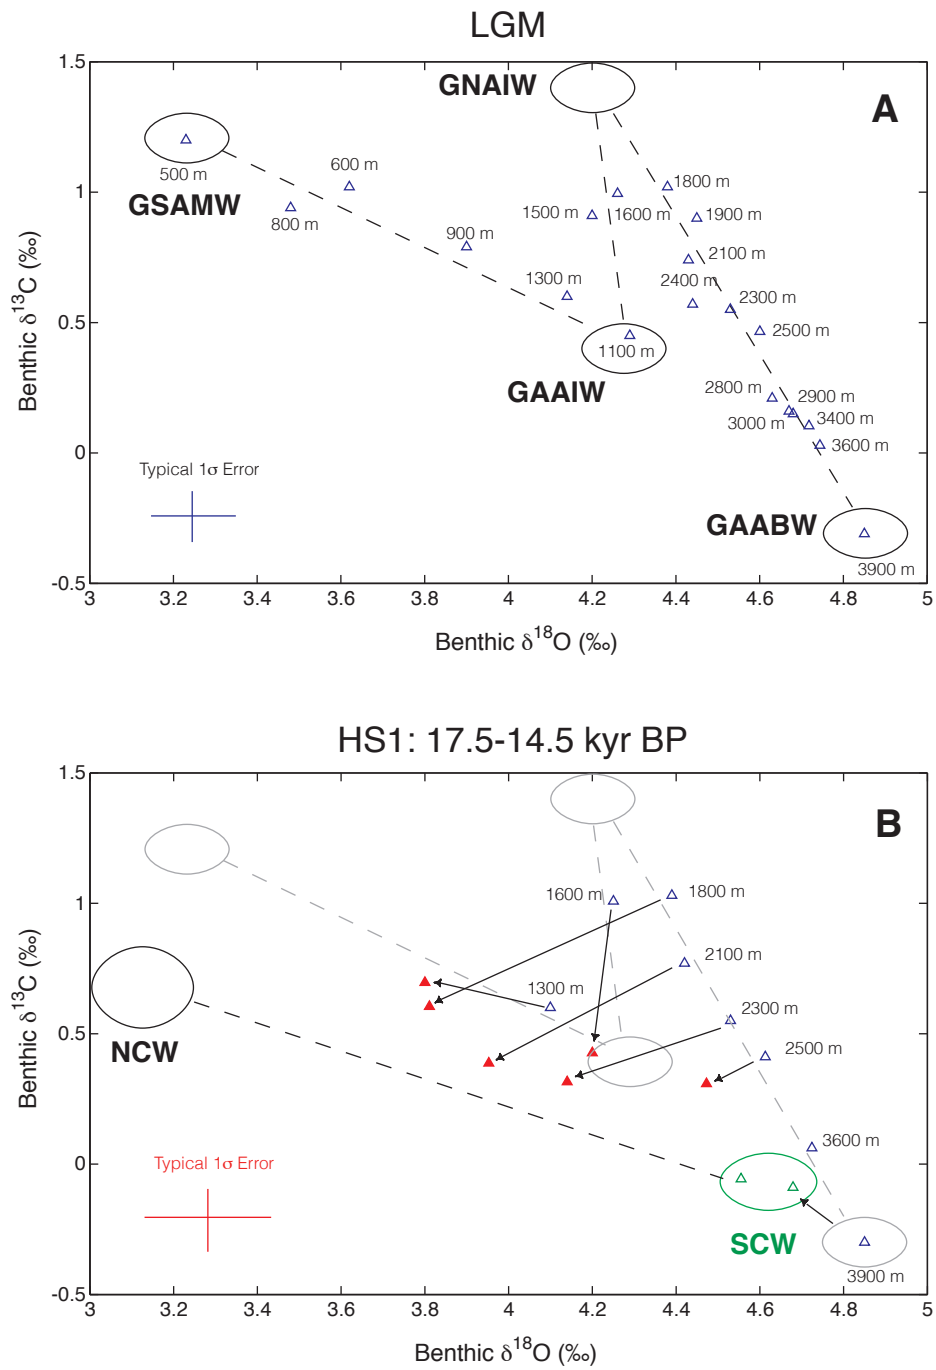 LGM
1.5
GNAIW
A
600 m
1800 m
500 m
1
GSAMW
1500 m
1600 m
1900 m
800 m
900 m
2100 m
1300 m
2400 m
2300 m
0.5
2500 m
1100 m
GAAIW
2800 m
2900 m
3000 m
3400 m
3600 m
0
Typical 1σ Error
GAABW
3900 m
-0.5
3 3.2 3.4 3.6 3.8 4 4.2 4.4 4.6 4.8 5
Benthic δ18O (‰)
Benthic δ13C (‰)
HS1: 17.5-14.5 kyr BP
1.5
B
1600 m
1800 m
1
2100 m
1300 m
2300 m
0.5
NCW
2500 m
3600 m
Typical 1σ Error
0
SCW
3900 m
-0.5
3 3.2 3.4 3.6 3.8 4 4.2 4.4 4.6 4.8 5
Benthic δ18O (‰)
Benthic δ13C (‰)